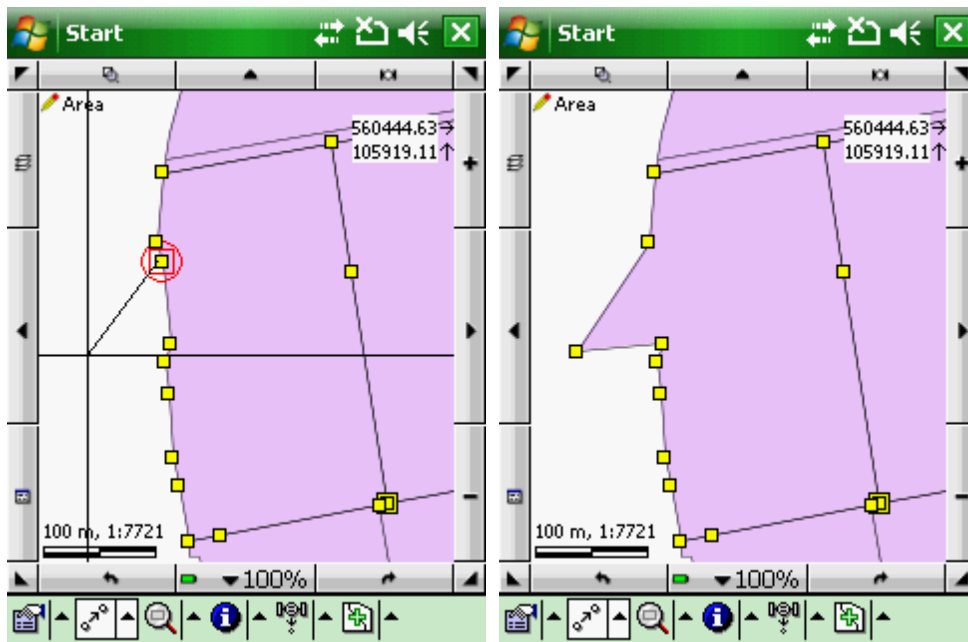 Start
Area
560444.63→
105919.11↑
100 m, 1:7721
100%
Start
Area
560444.63→
105919.11↑
100 m, 1:7721
100%